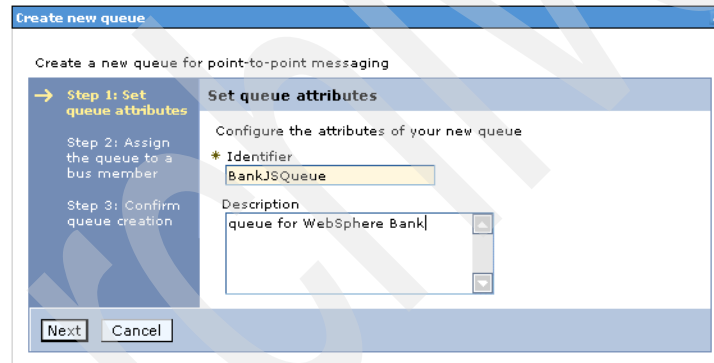 Create new queue
Create a new queue for point-to-point messaging
Step 1: Set
queue attributes
Step 2: Assign
the queue to a
bus member
Step 3: Confirm
queue creation
Set queue attributes
Configure the attributes of your new queue
* Identifier
BankJSQueue
Description
queue for WebSphere Bank
Next
Cancel